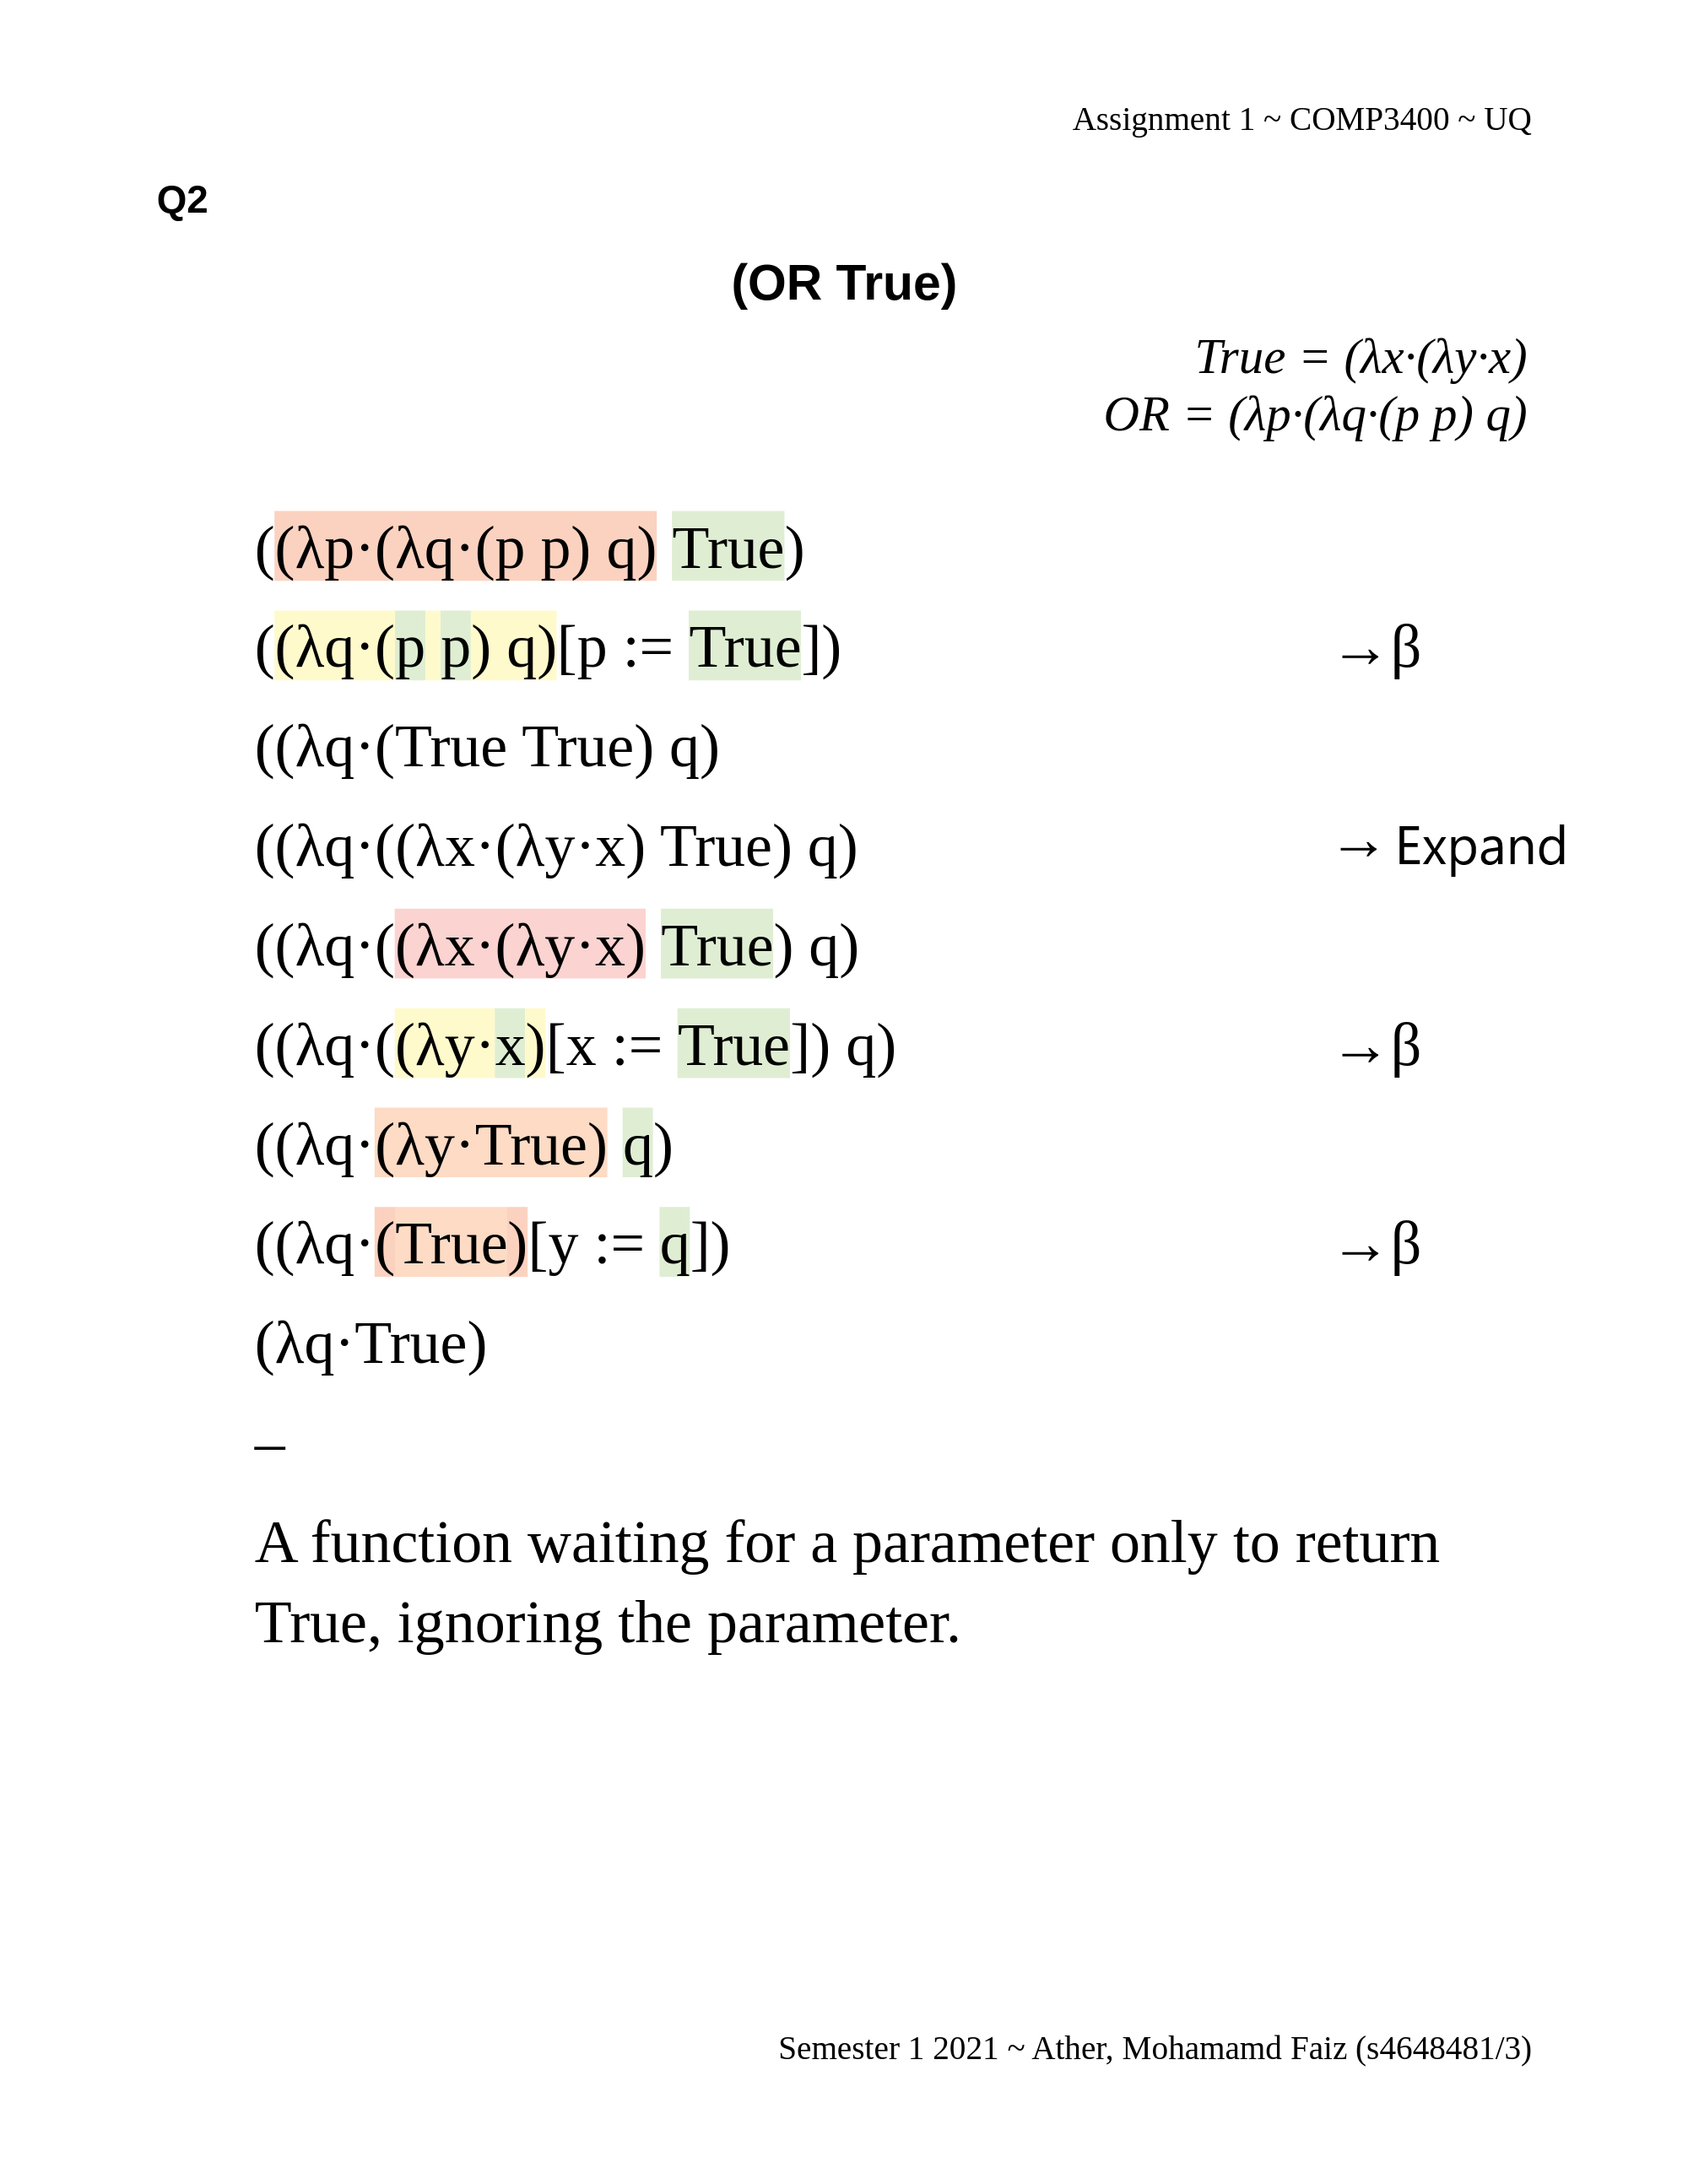 Assignment 1 ~ COMP3400 ~ UQ
Q2
(OR True)
True = (λx·(λy·x)
OR = (λp·(λq·(p p) q)
((λp·(λq·(p p) q) True)
((λq·(p p) q)[p := True]) →β
((λq·(True True) q)
((λq·((λx·(λy·x) True) q) → Expand
((λq·((λx·(λy·x) True) q)
((λq·((λy·x)[x := True]) q) →β
((λq·(λy·True) q)
((λq·(True)[y := q]) →β
(λq·True)
–
A function waiting for a parameter only to return
True, ignoring the parameter.
Semester 1 2021 ~ Ather, Mohamamd Faiz (s4648481/3)